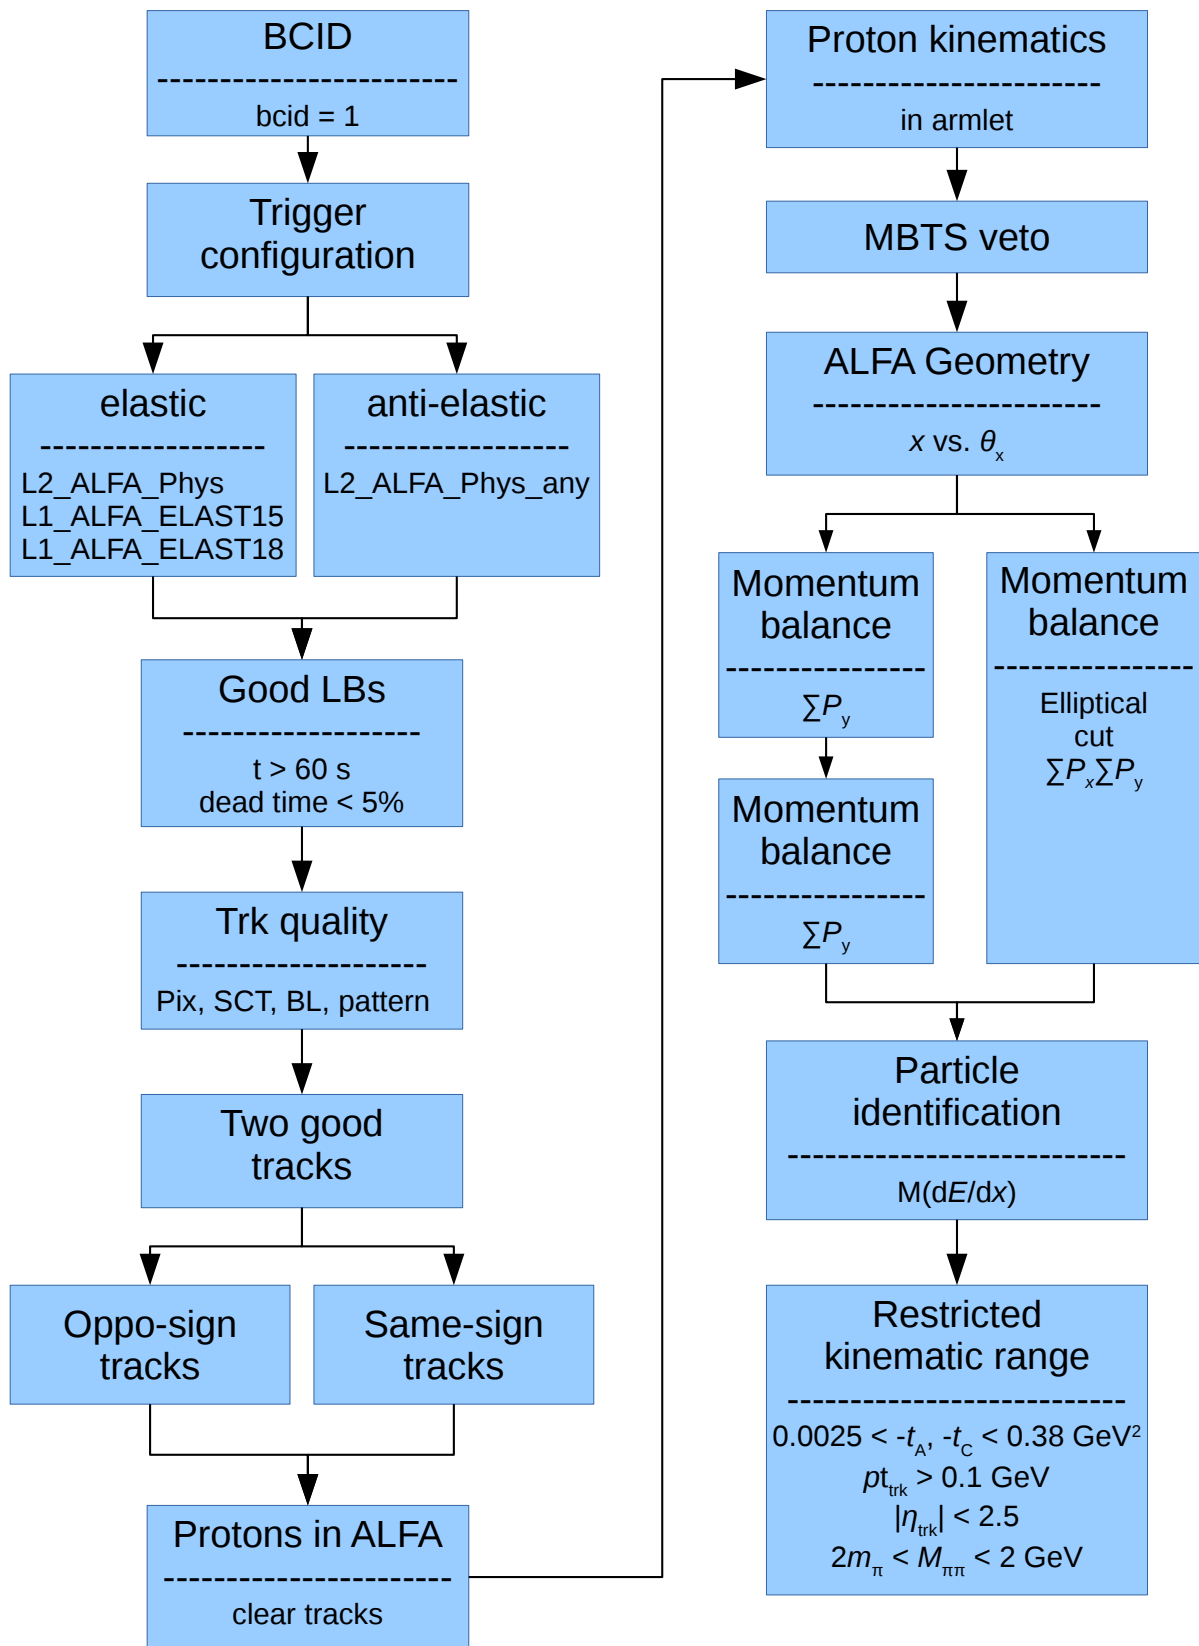 BCID
------------------------
bcid = 1
Trigger
configuration
elastic
------------------
L2_ALFA_Phys
L1_ALFA_ELAST15
L1_ALFA_ELAST18
anti-elastic
------------------
L2_ALFA_Phys_any
Good LBs
-------------------
t > 60 s
dead time < 5%
Trk quality
--------------------
Pix, SCT, BL, pattern
Two good
tracks
Oppo-sign
tracks
Same-sign
tracks
Protons in ALFA
-----------------------
clear tracks
Proton kinematics
-----------------------
in armlet
MBTS veto
ALFA Geometry
-----------------------
x vs. θx
Momentum
balance
----------------
∑Py
Momentum
balance
----------------
∑Py
Momentum
balance
----------------
Elliptical
cut
∑Px∑Py
Particle
identification
---------------------------
M(dE/dx)
Restricted
kinematic range
---------------------------
0.0025 < -tA, -tC < 0.38 GeV²
pttrk > 0.1 GeV
|ηtrk| < 2.5
2mπ < Mππ < 2 GeV